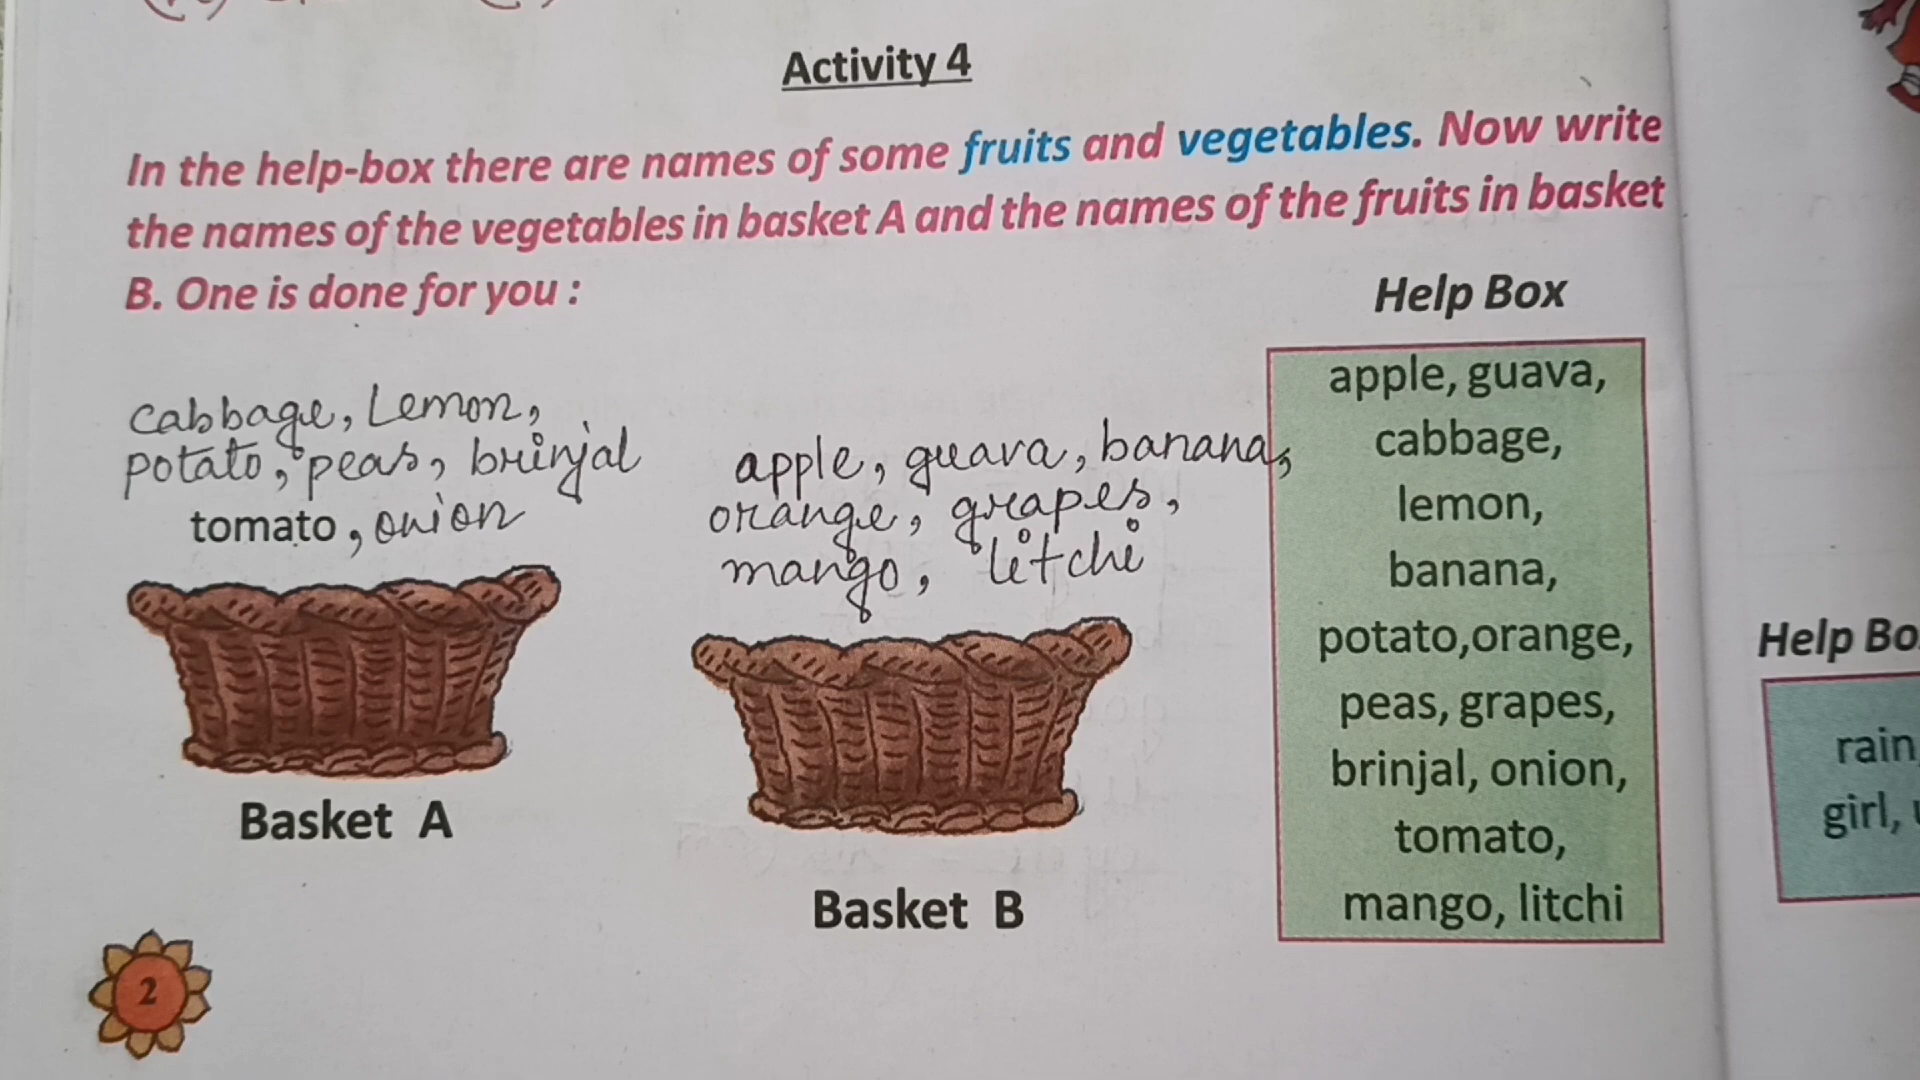 Activity 4
In the help-box there are names of some fruits and vegetables. Now write
the names of the vegetables in basket A and the names of the fruits in basket
B. One is done for you :
Help Box
cabbage, Lemon,
potato, peas, brinjal
tomato, onion
apple, guava, banana,
orange, grapes,
mango, litchi
Basket A
Basket B
apple, guava,
cabbage,
lemon,
banana,
potato,orange,
peas, grapes,
brinjal, onion,
tomato,
mango, litchi
2
Help Bo
rain,
girl,